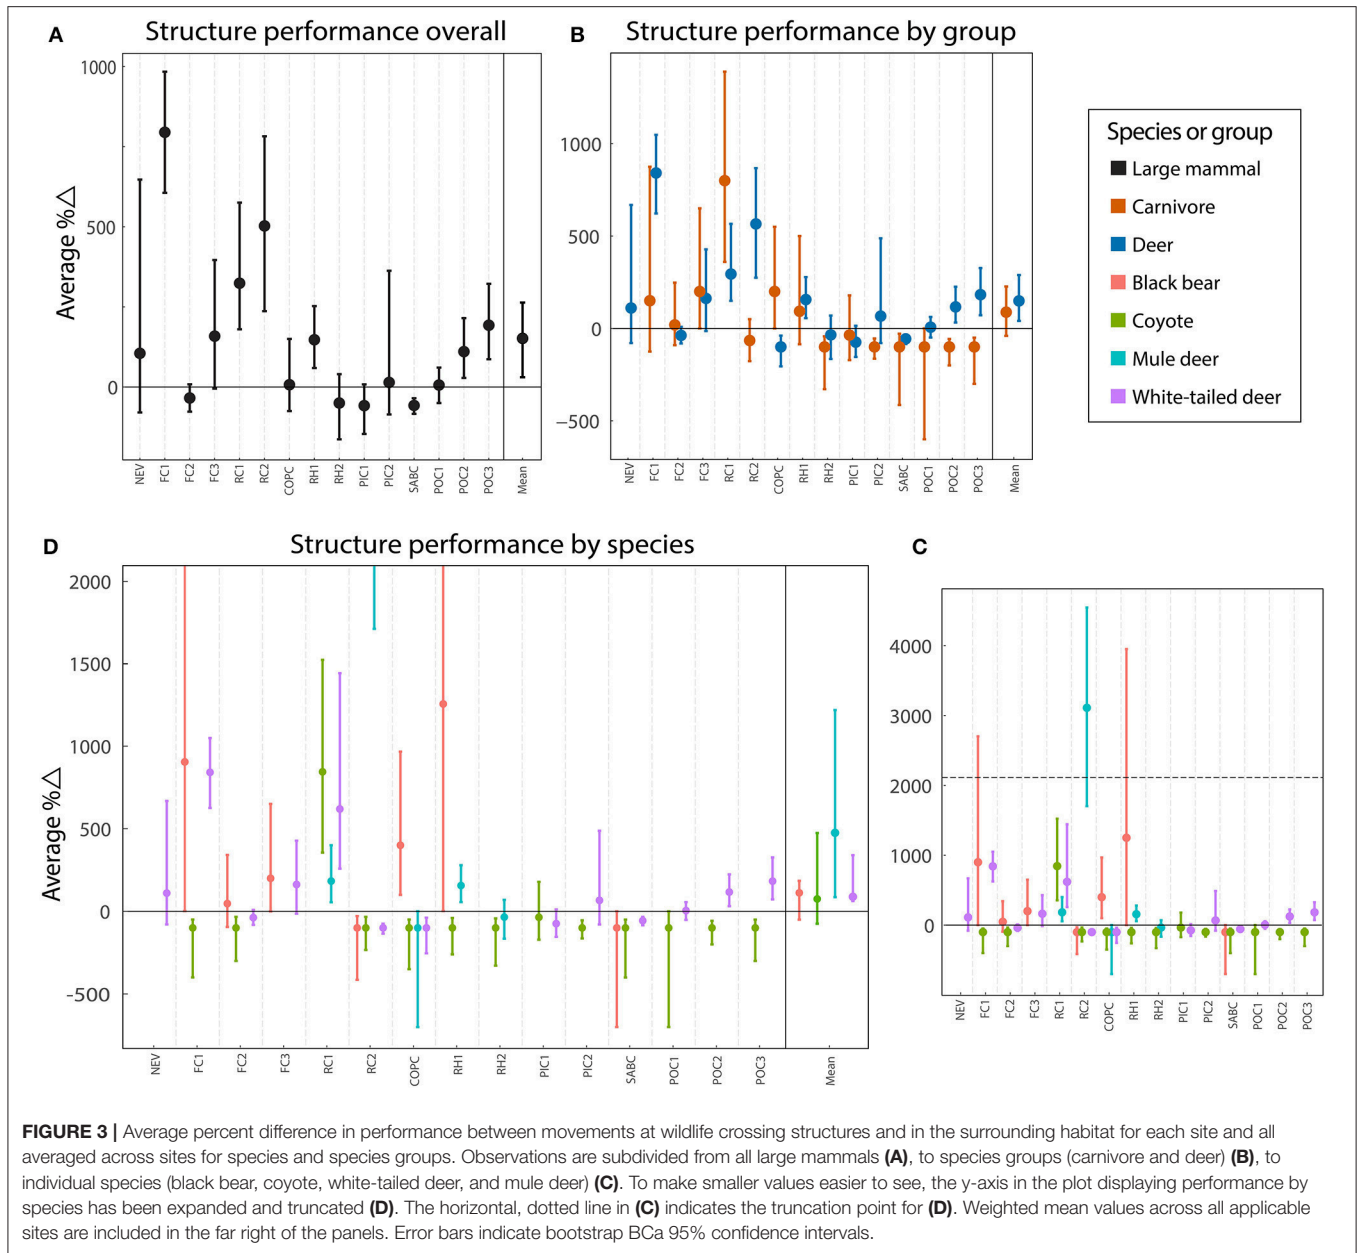 A Structure performance overall
Average %△
1000
500
0
NEV FC1 FC2 FC3 RC1 RC2 COPC RH1 RH2 PIC1 PIC2 SABC POC1 POC2 POC3 Mean
B Structure performance by group
1000
500
0
−500
NEV FC1 FC2 FC3 RC1 RC2 COPC RH1 RH2 PIC1 PIC2 SABC POC1 POC2 POC3 Mean
Species or group
Large mammal
Carnivore
Deer
Black bear
Coyote
Mule deer
White-tailed deer
D Structure performance by species
Average %△
2000
1500
1000
500
0
-500
NEV FC1 FC2 FC3 RC1 RC2 COPC RH1 RH2 PIC1 PIC2 SABC POC1 POC2 POC3 Mean
C
4000
3000
2000
1000
0
NEV FC1 FC2 FC3 RC1 RC2 COPC RH1 RH2 PIC1 PIC2 SABC POC1 POC2 POC3
FIGURE 3 | Average percent difference in performance between movements at wildlife crossing structures and in the surrounding habitat for each site and all
averaged across sites for species and species groups. Observations are subdivided from all large mammals (A), to species groups (carnivore and deer) (B), to
individual species (black bear, coyote, white-tailed deer, and mule deer) (C). To make smaller values easier to see, the y-axis in the plot displaying performance by
species has been expanded and truncated (D). The horizontal, dotted line in (C) indicates the truncation point for (D). Weighted mean values across all applicable
sites are included in the far right of the panels. Error bars indicate bootstrap BCa 95% confidence intervals.